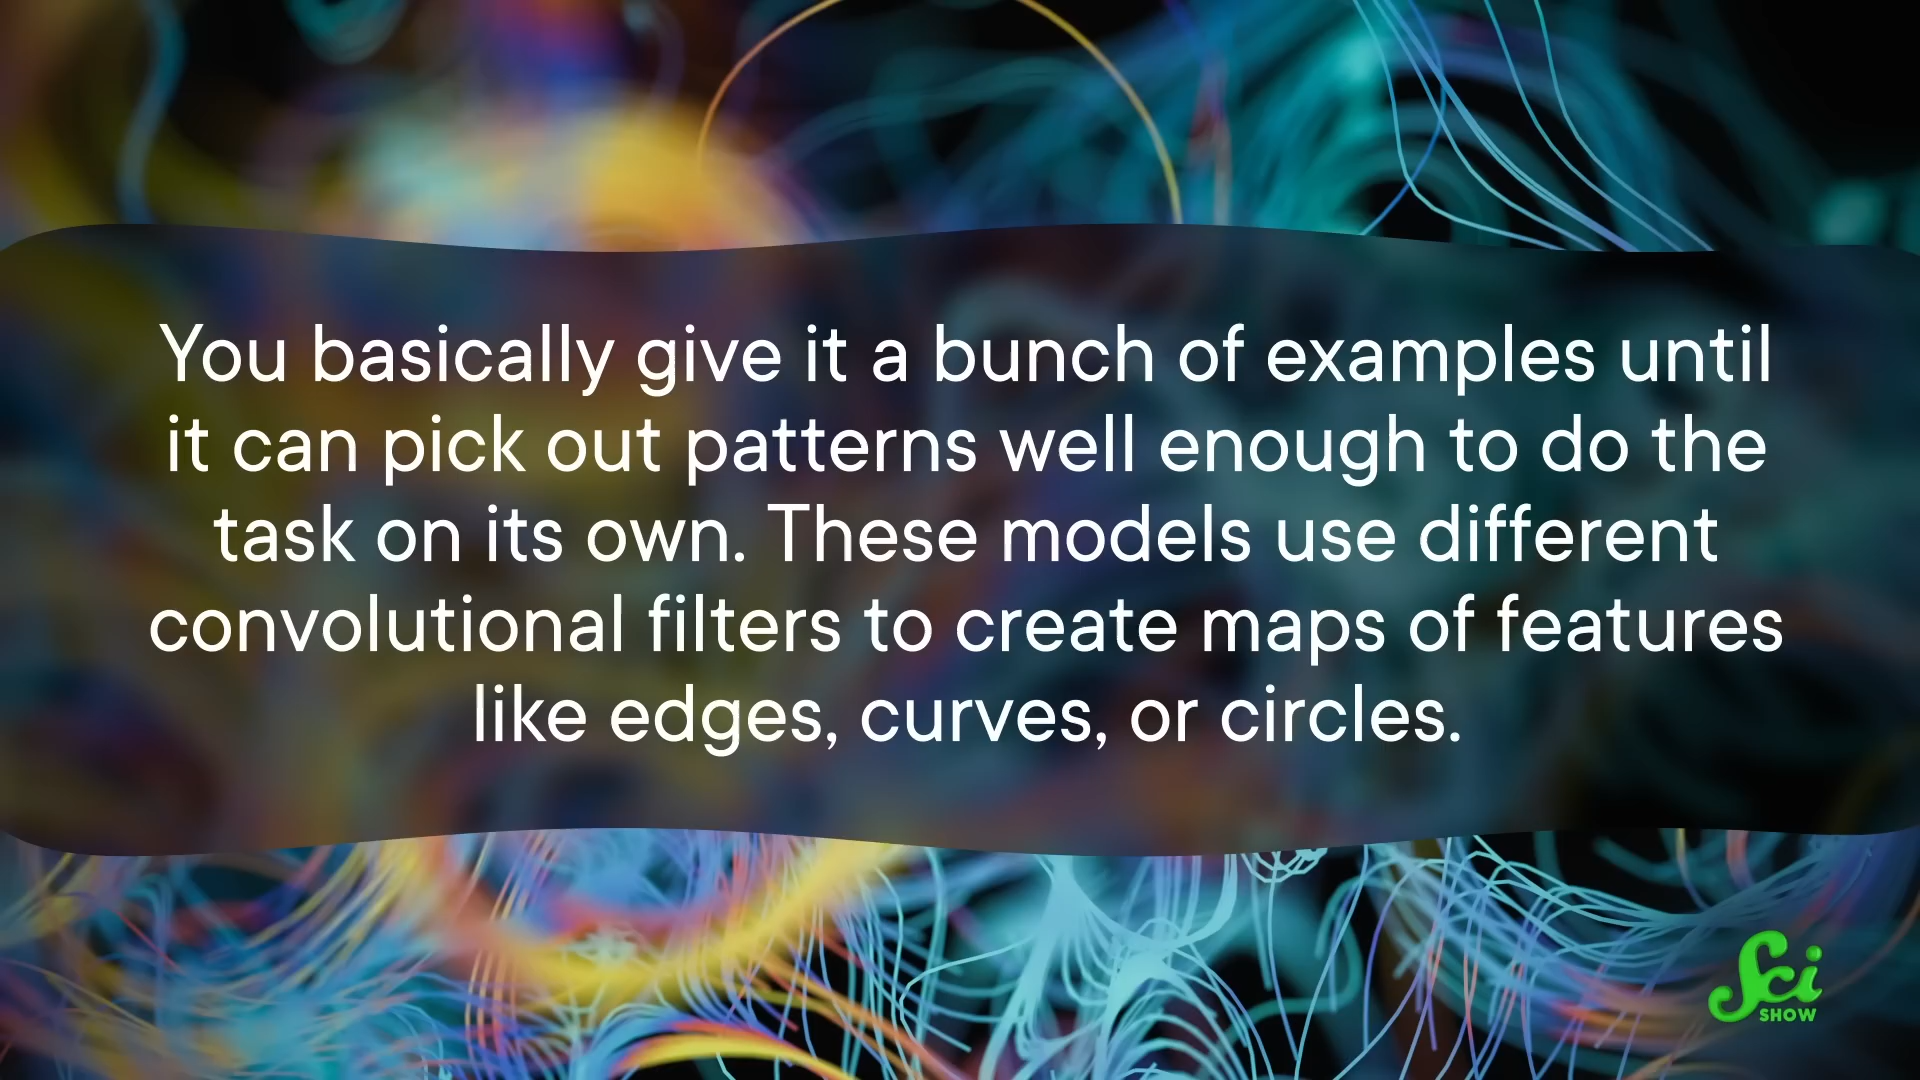 You basically give it a bunch of examples until
it can pick out patterns well enough to do the
task on its own. These models use different
convolutional filters to create maps of features
like edges, curves, or circles.
Sci
SHOW